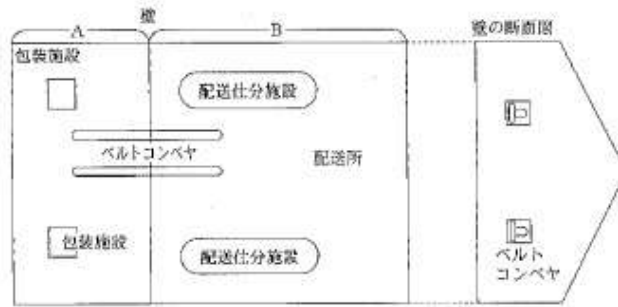 壁
A
B
壁の断面図
包装施設
配送仕分施設
ベルトコンベヤ
配送所
包装施設
配送仕分施設
ベルト
コンベヤ